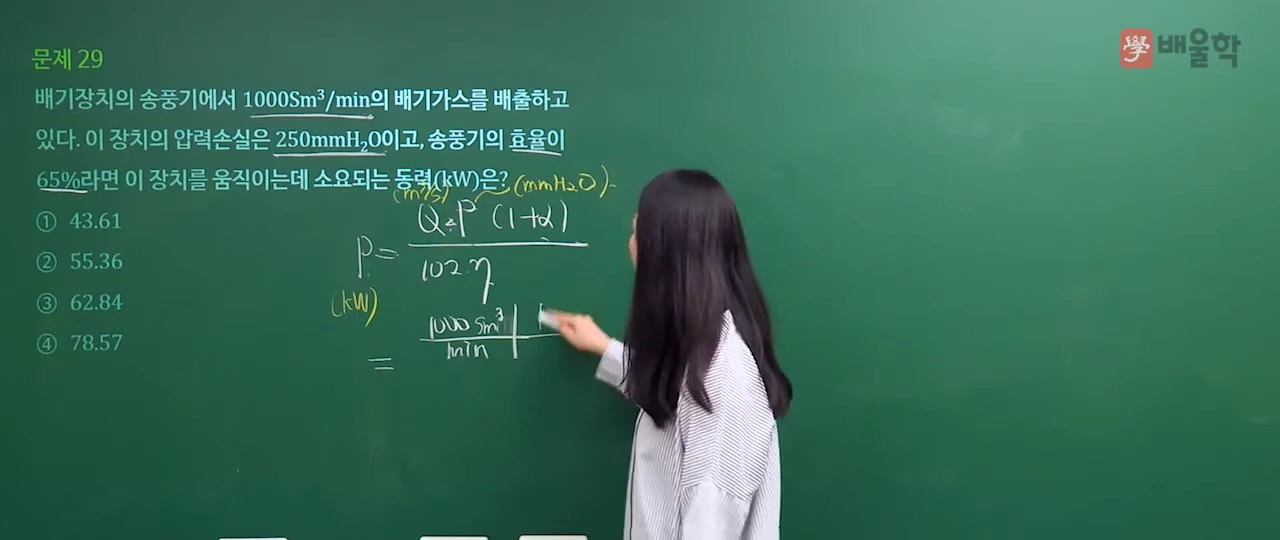 學 배울학
문제 29
배기장치의 송풍기에서 1000Sm³/min의 배기가스를 배출하고
있다. 이 장치의 압력손실은 250mmH₂O이고, 송풍기의 효율이
65%라면 이 장치를 움직이는데 소요되는 동력(kW)은?
① 43.61
② 55.36
③ 62.84
④ 78.57
(m³/s) (mmH₂O)
P = Q △P (1+α)
102 η
(kW)
= 1000 Sm³ 1
min